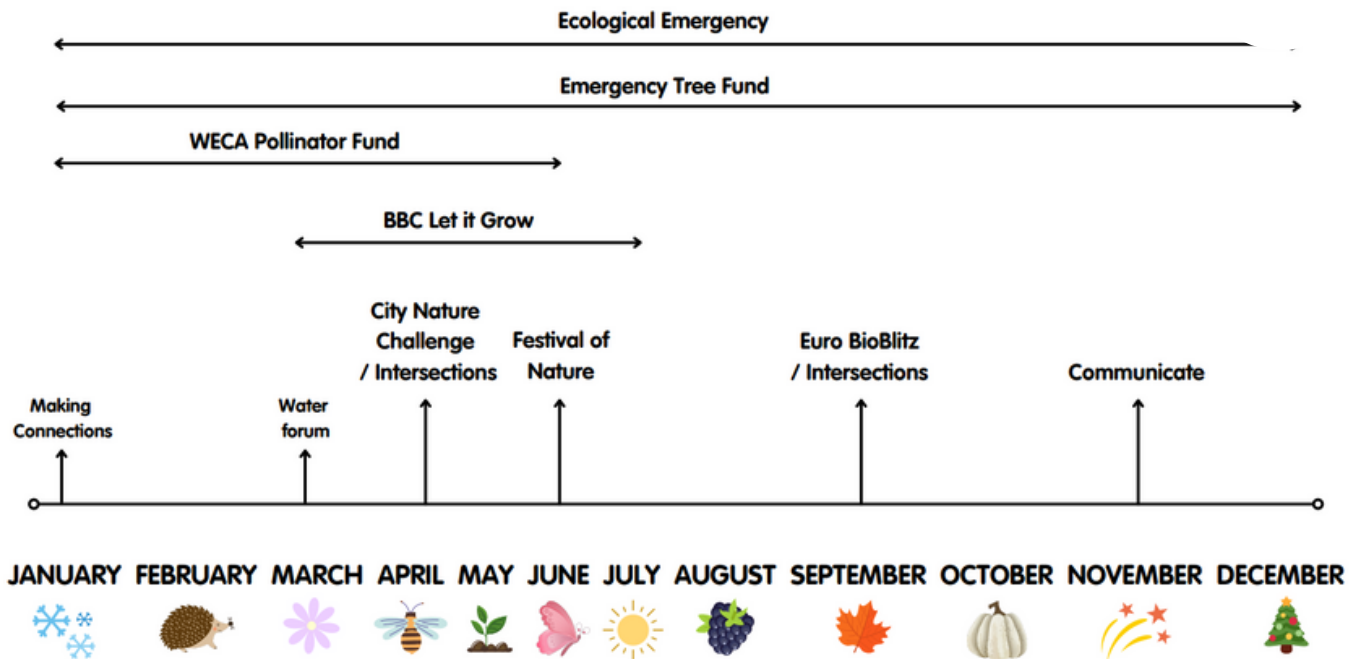 Ecological Emergency
Emergency Tree Fund
WECA Pollinator Fund
BBC Let it Grow
City Nature
Challenge
/ Intersections
Festival of
Nature
Euro BioBlitz
/ Intersections
Communicate
Making
Connections
Water
forum
JANUARY FEBRUARY MARCH APRIL MAY JUNE JULY AUGUST SEPTEMBER OCTOBER NOVEMBER DECEMBER